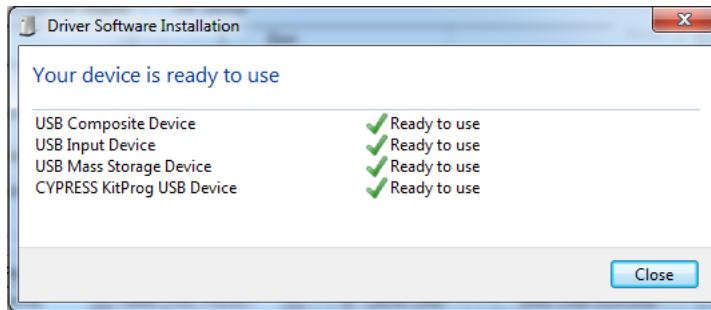 Driver Software Installation
Your device is ready to use
USB Composite Device Ready to use
USB Input Device Ready to use
USB Mass Storage Device Ready to use
CYPRESS KitProg USB Device Ready to use
Close